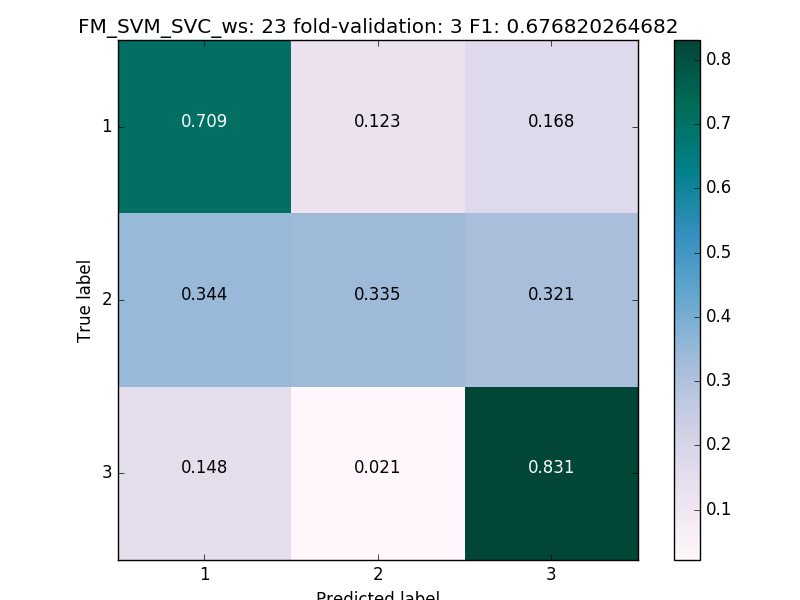 FM_SVM_SVC_ws: 23 fold-validation: 3 F1: 0.676820264682
0.8
1 0.709 0.123 0.168
0.7
0.6
0.5
True label
2 0.344 0.335 0.321
0.4
0.3
0.2
3 0.148 0.021 0.831
0.1
1 2 3
Predicted label